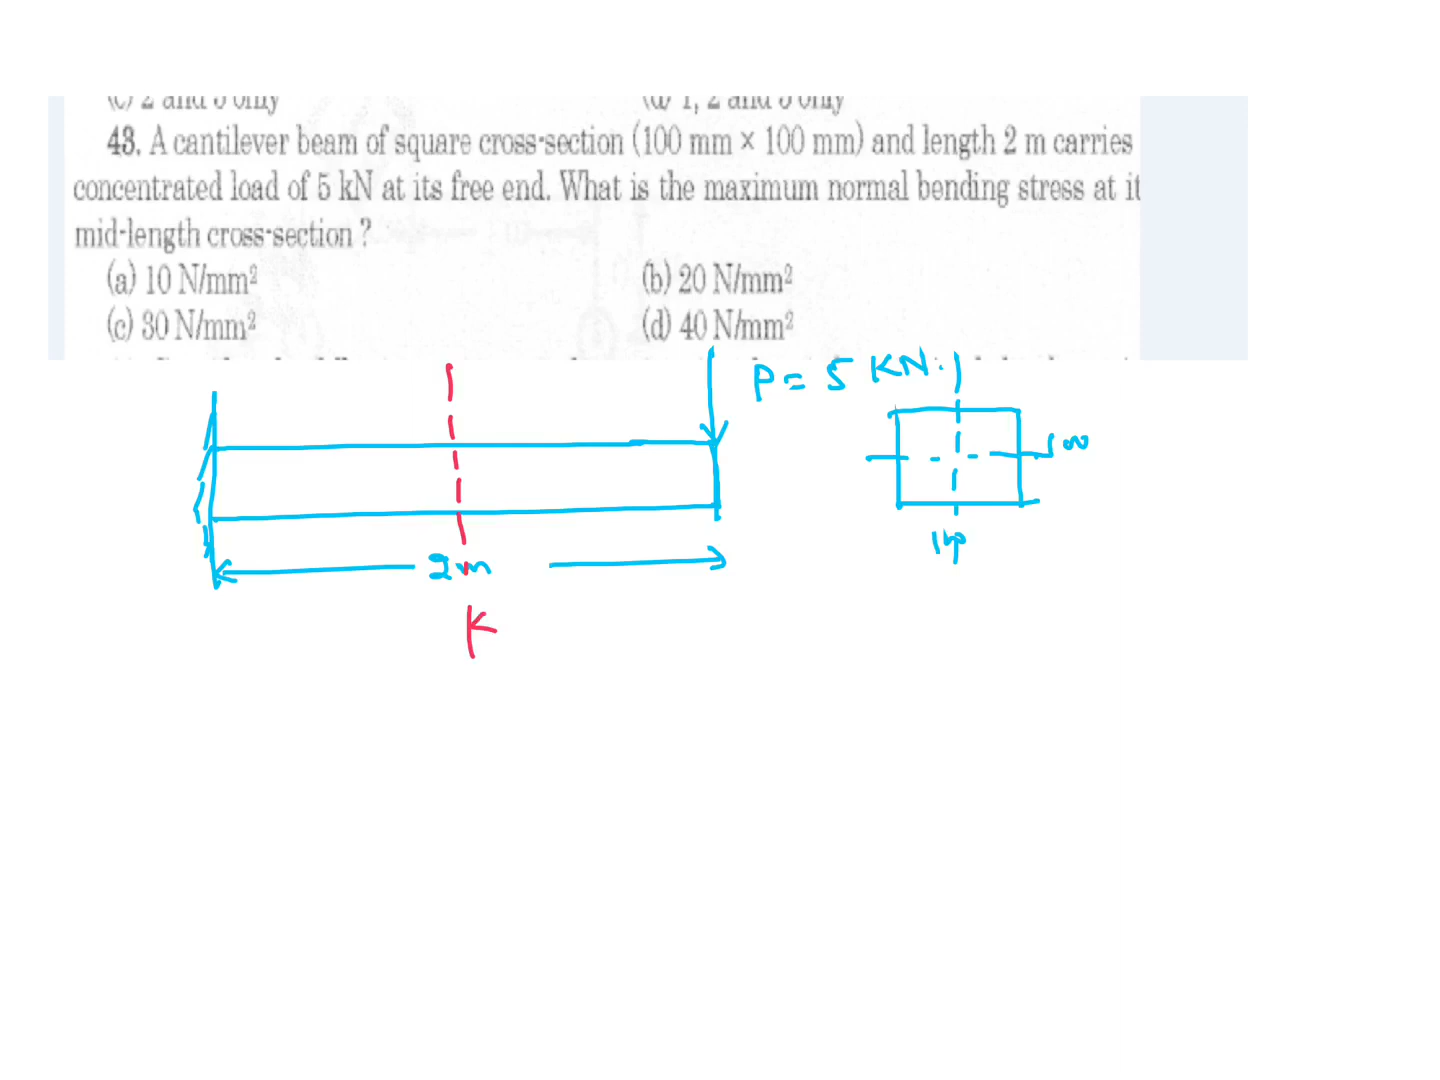 43. A cantilever beam of square cross-section (100 mm × 100 mm) and length 2 m carries
concentrated load of 5 kN at its free end. What is the maximum normal bending stress at it
mid-length cross-section ?
(a) 10 N/mm² (b) 20 N/mm²
(c) 30 N/mm² (d) 40 N/mm²
P = 5 KN.
100
2m
K